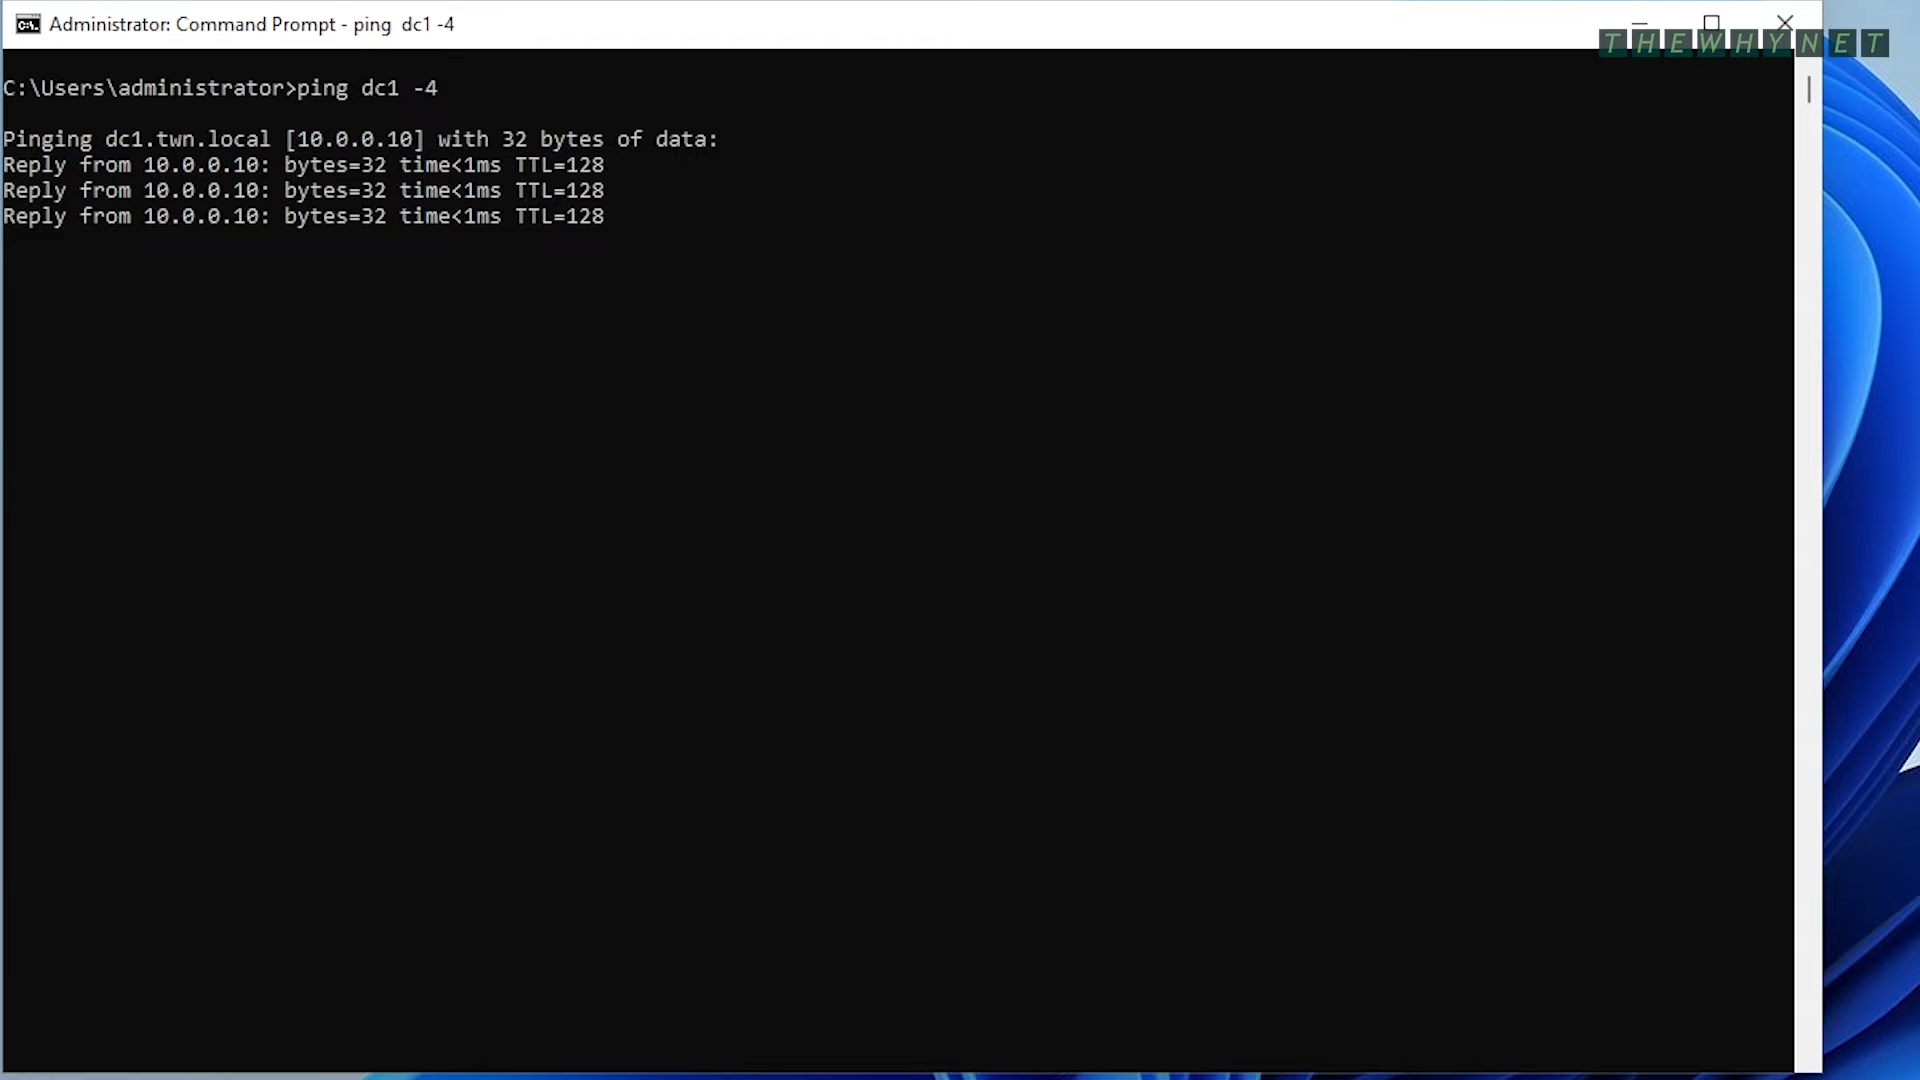 Administrator: Command Prompt - ping  dc1 -4
THEWHYNET
C:\Users\administrator>ping dc1 -4
Pinging dc1.twn.local [10.0.0.10] with 32 bytes of data:
Reply from 10.0.0.10: bytes=32 time<1ms TTL=128
Reply from 10.0.0.10: bytes=32 time<1ms TTL=128
Reply from 10.0.0.10: bytes=32 time<1ms TTL=128